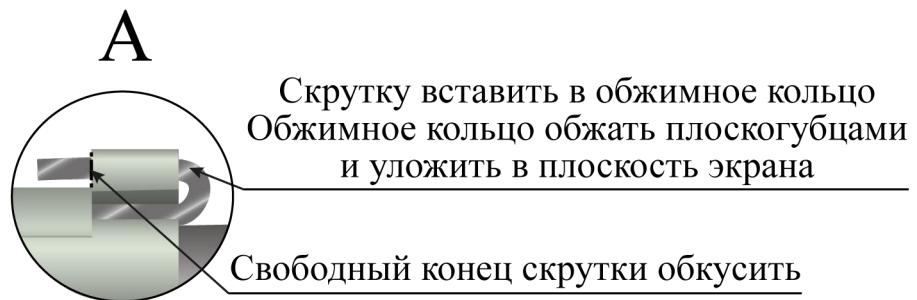 А
Скрутку вставить в обжимное кольцо
Обжимное кольцо обжать плоскогубцами
и уложить в плоскость экрана
Свободный конец скрутки обкусить